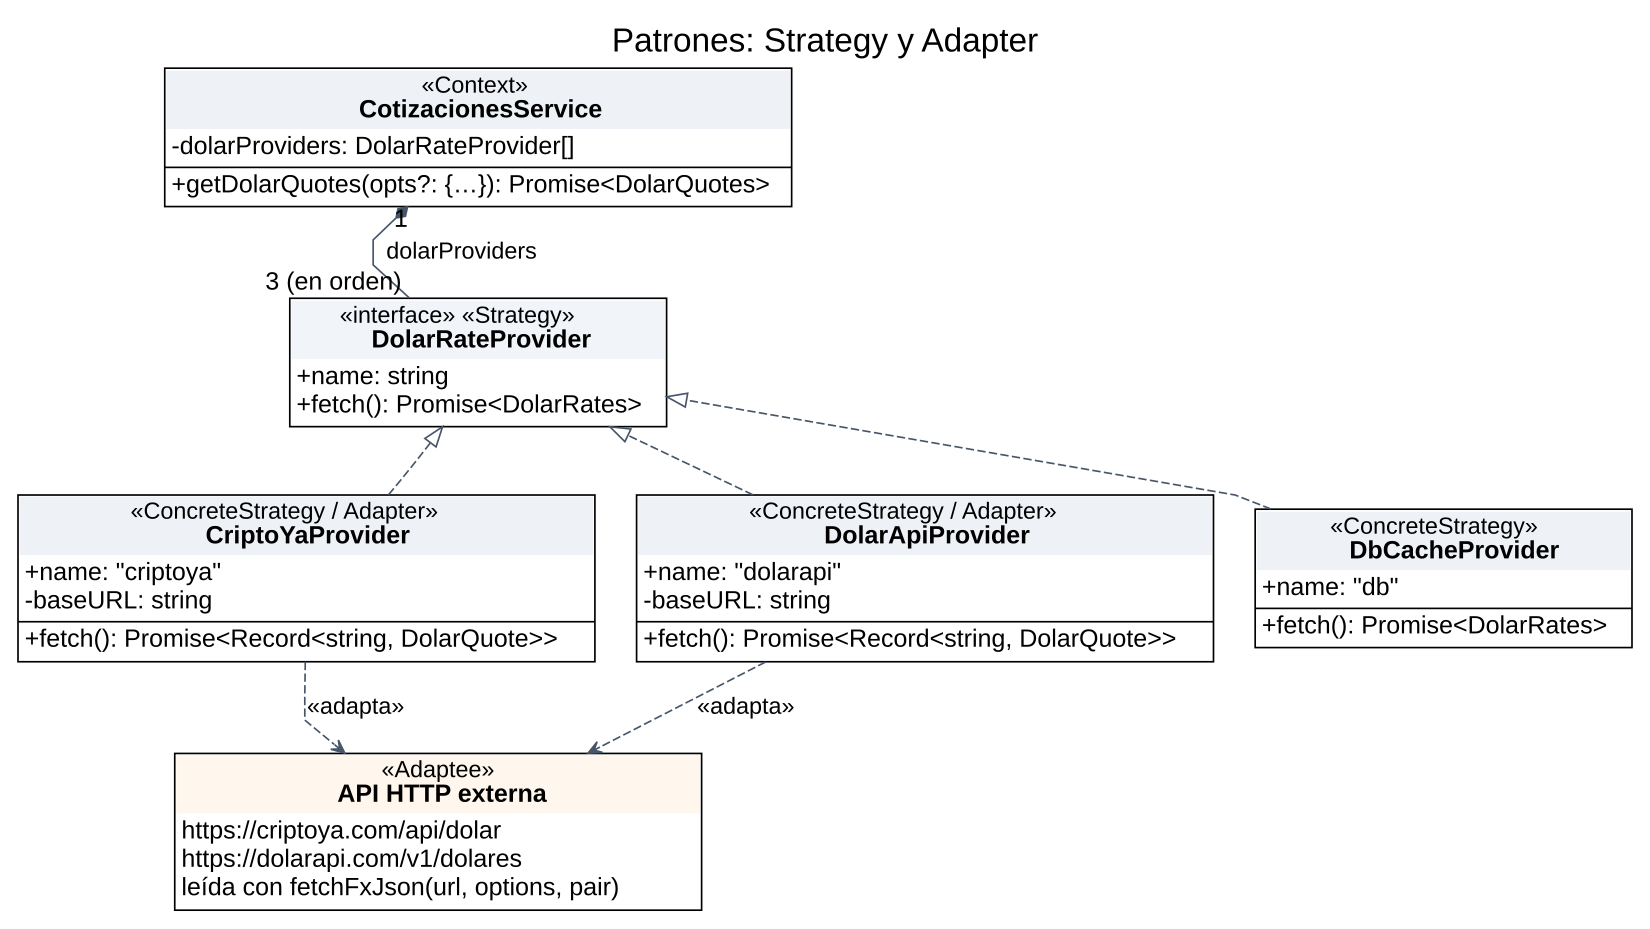 Patrones: Strategy y Adapter
«Context»
CotizacionesService
-dolarProviders: DolarRateProvider[]
+getDolarQuotes(opts?: {…}): Promise<DolarQuotes>
1
dolarProviders
3 (en orden)
«interface» «Strategy»
DolarRateProvider
+name: string
+fetch(): Promise<DolarRates>
«ConcreteStrategy / Adapter»
CriptoYaProvider
+name: "criptoya"
-baseURL: string
+fetch(): Promise<Record<string, DolarQuote>>
«ConcreteStrategy / Adapter»
DolarApiProvider
+name: "dolarapi"
-baseURL: string
+fetch(): Promise<Record<string, DolarQuote>>
«ConcreteStrategy»
DbCacheProvider
+name: "db"
+fetch(): Promise<DolarRates>
«adapta»
«adapta»
«Adaptee»
API HTTP externa
https://criptoya.com/api/dolar
https://dolarapi.com/v1/dolares
leída con fetchFxJson(url, options, pair)